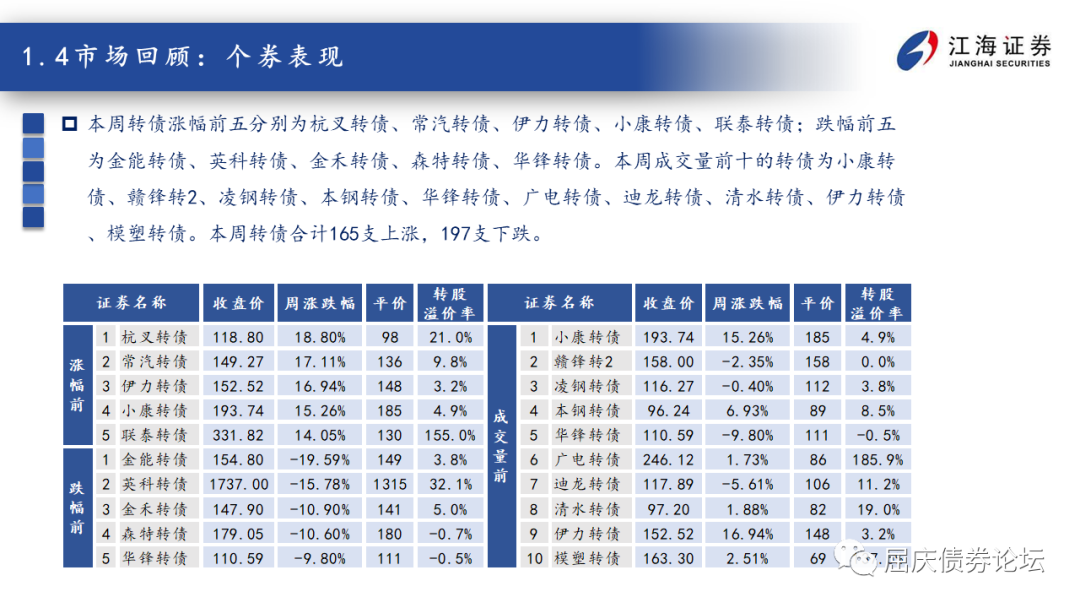 1.4市场回顾：个券表现
江海证券
JIANGHAI SECURITIES
本周转债涨幅前五分别为杭叉转债、常汽转债、伊力转债、小康转债、联泰转债；跌幅前五
为金能转债、英科转债、金禾转债、森特转债、华锋转债。本周成交量前十的转债为小康转
债、赣锋转2、凌钢转债、本钢转债、华锋转债、广电转债、迪龙转债、清水转债、伊力转债
、模塑转债。本周转债合计165支上涨，197支下跌。
证券名称 收盘价 周涨跌幅 平价 转股溢价率 证券名称 收盘价 周涨跌幅 平价 转股溢价率
涨幅前
1 杭叉转债 118.80 18.80% 98 21.0%
2 常汽转债 149.27 17.11% 136 9.8%
3 伊力转债 152.52 16.94% 148 3.2%
4 小康转债 193.74 15.26% 185 4.9%
5 联泰转债 331.82 14.05% 130 155.0%
跌幅前
1 金能转债 154.80 -19.59% 149 3.8%
2 英科转债 1737.00 -15.78% 1315 32.1%
3 金禾转债 147.90 -10.90% 141 5.0%
4 森特转债 179.05 -10.60% 180 -0.7%
5 华锋转债 110.59 -9.80% 111 -0.5%
成交量前
1 小康转债 193.74 15.26% 185 4.9%
2 赣锋转2 158.00 -2.35% 158 0.0%
3 凌钢转债 116.27 -0.40% 112 3.8%
4 本钢转债 96.24 6.93% 89 8.5%
5 华锋转债 110.59 -9.80% 111 -0.5%
6 广电转债 246.12 1.73% 86 185.9%
7 迪龙转债 117.89 -5.61% 106 11.2%
8 清水转债 97.20 1.88% 82 19.0%
9 伊力转债 152.52 16.94% 148 3.2%
10 模塑转债 163.30 2.51% 69
屈庆债券论坛